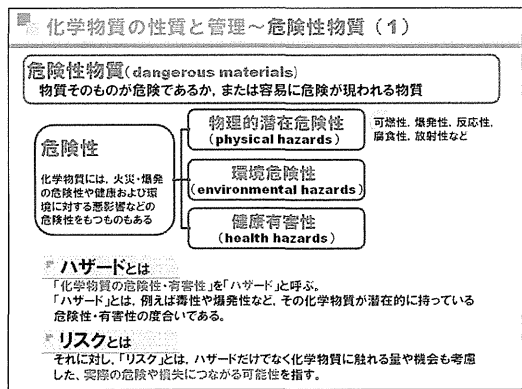 化学物質の性質と管理～危険性物質（1）
危険性物質(dangerous materials)
物質そのものが危険であるか，または容易に危険が現われる物質
危険性
化学物質には，火災・爆発
の危険性や健康および環
境に対する悪影響などの
危険性をもつものもある
物理的潜在危険性
(physical hazards)
可燃性，爆発性，反応性，
腐食性，放射性など
環境危険性
(environmental hazards)
健康有害性
(health hazards)
ハザードとは
「化学物質の危険性・有害性」を「ハザード」と呼ぶ。
「ハザード」とは，例えば毒性や爆発性など，その化学物質が潜在的に持っている
危険性・有害性の度合いである。
リスクとは
それに対し，「リスク」とは，ハザードだけでなく化学物質に触れる量や機会も考慮
した，実際の危険や損失につながる可能性を指す。